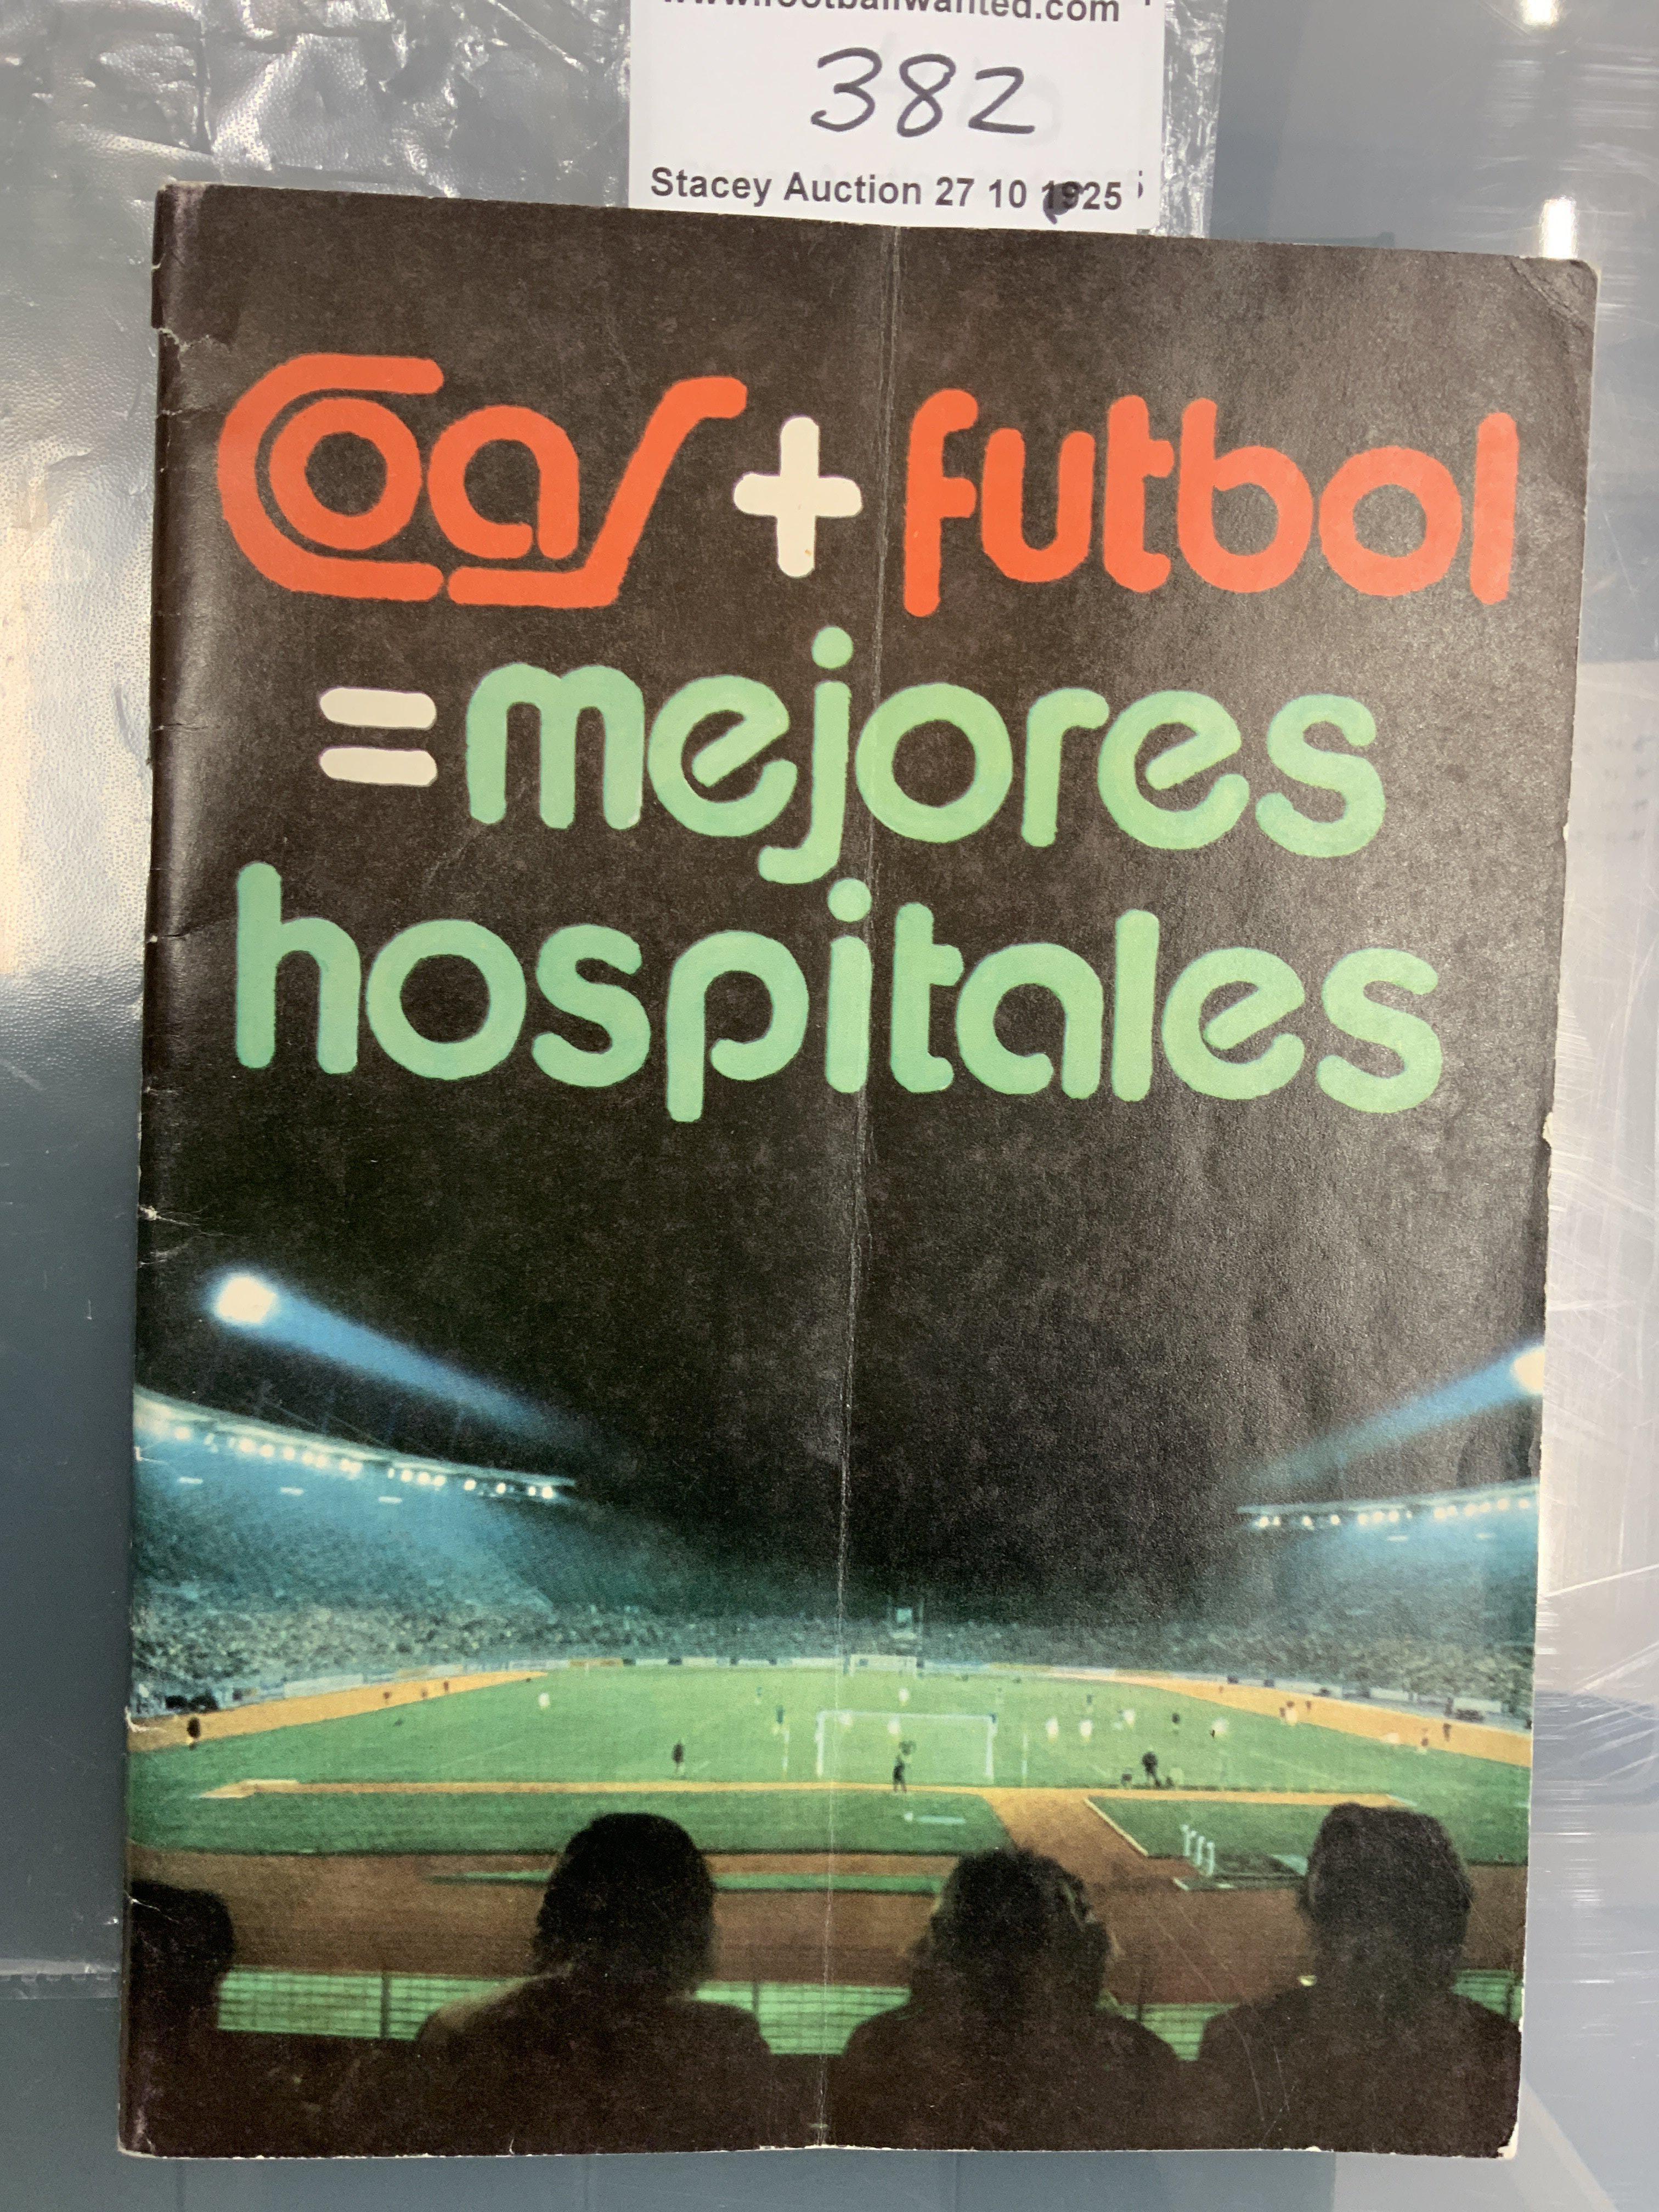 382
Stacey Auction 27 10 1925
Coas + futbol
= mejores
hospitales